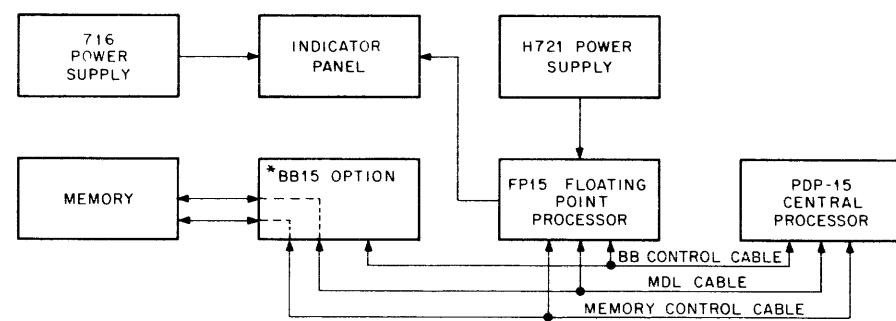 716
POWER
SUPPLY
INDICATOR
PANEL
H721 POWER
SUPPLY
MEMORY
*BB15 OPTION
FP15 FLOATING
POINT
PROCESSOR
PDP-15
CENTRAL
PROCESSOR
BB CONTROL CABLE
MDL CABLE
MEMORY CONTROL CABLE